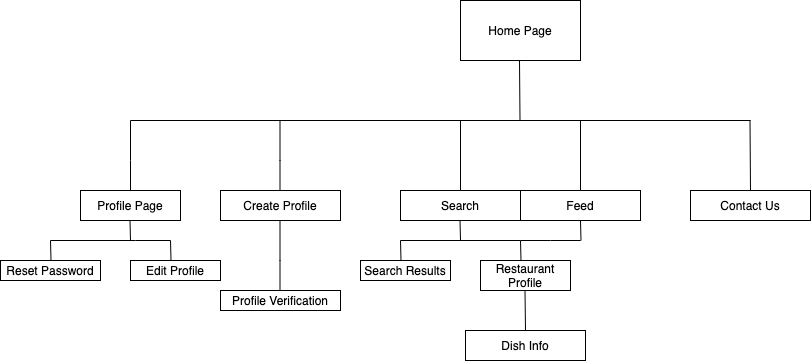 Home Page
Profile Page
Create Profile
Search
Feed
Contact Us
Reset Password
Edit Profile
Search Results
Restaurant
Profile
Profile Verification
Dish Info